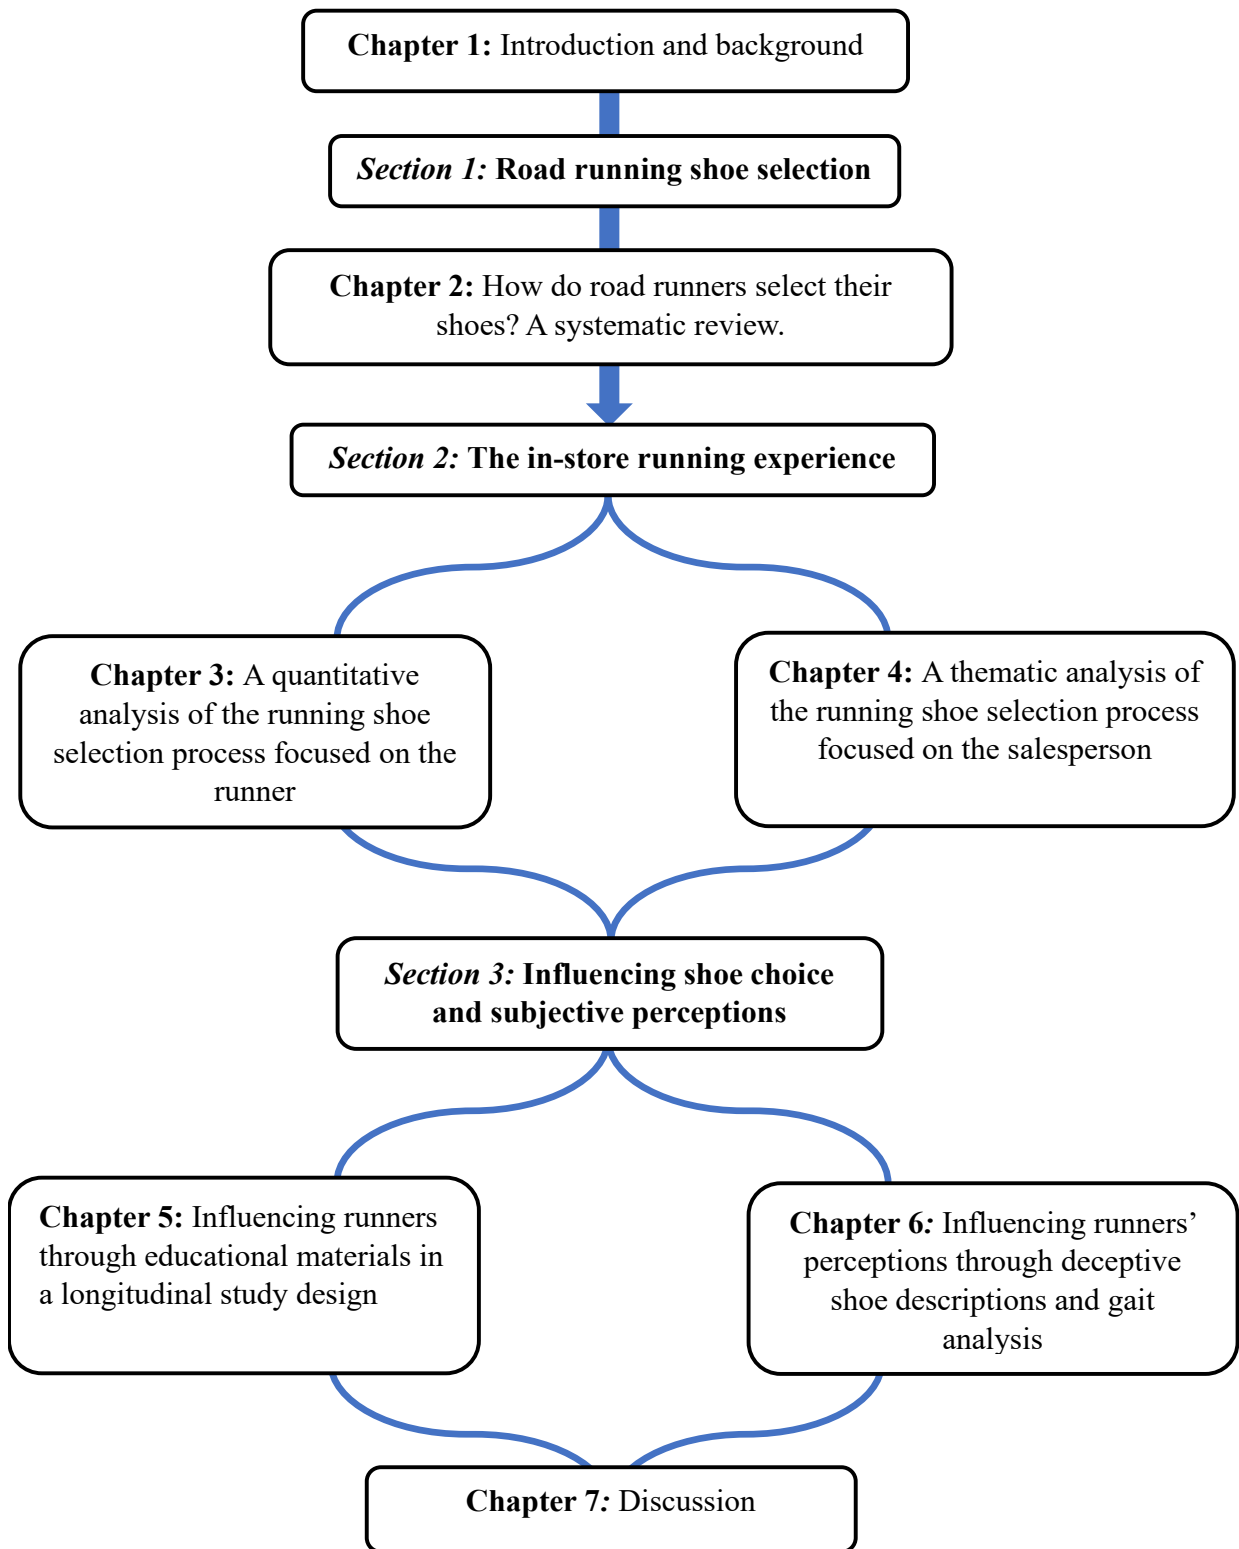 Chapter 1: Introduction and background
Section 1: Road running shoe selection
Chapter 2: How do road runners select their
shoes? A systematic review.
Section 2: The in-store running experience
Chapter 3: A quantitative
analysis of the running shoe
selection process focused on the
runner
Chapter 4: A thematic analysis of
the running shoe selection process
focused on the salesperson
Section 3: Influencing shoe choice
and subjective perceptions
Chapter 5: Influencing runners
through educational materials in
a longitudinal study design
Chapter 6: Influencing runners’
perceptions through deceptive
shoe descriptions and gait
analysis
Chapter 7: Discussion